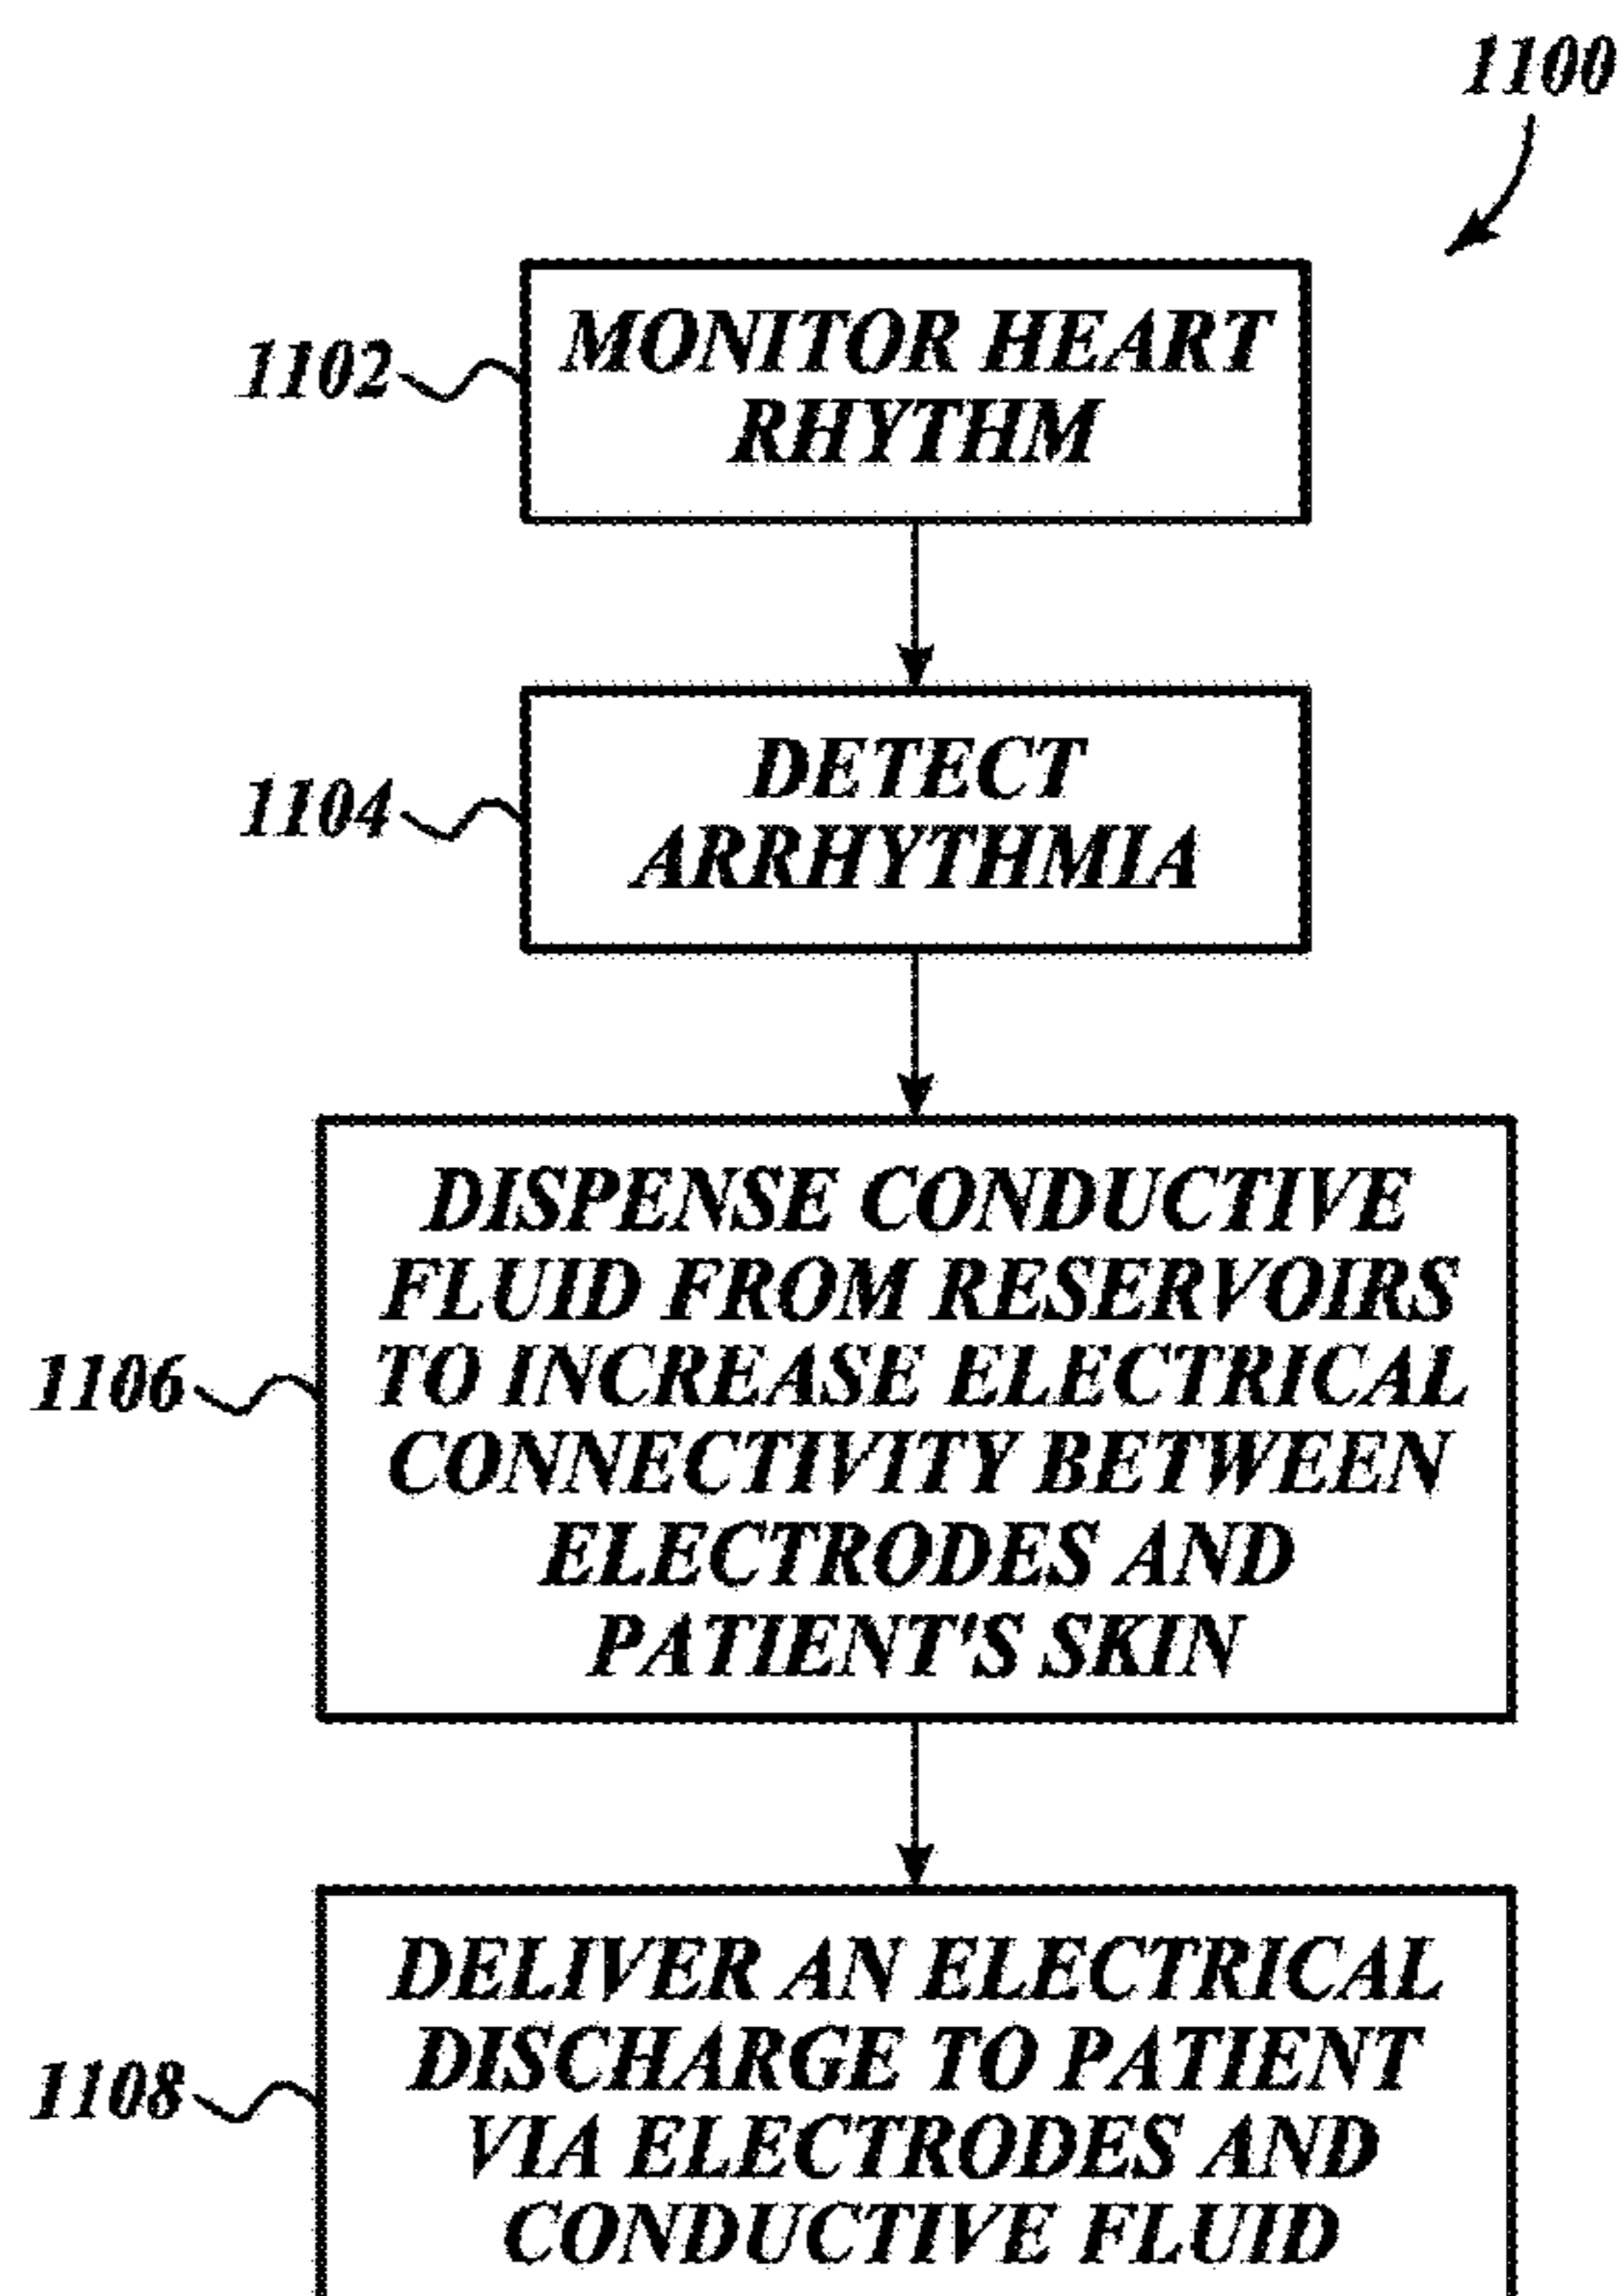 1100
1102
MONITOR HEART
RHYTHM
1104
DETECT
ARRHYTHMIA
1106
DISPENSE CONDUCTIVE
FLUID FROM RESERVOIRS
TO INCREASE ELECTRICAL
CONNECTIVITY BETWEEN
ELECTRODES AND
PATIENT'S SKIN
1108
DELIVER AN ELECTRICAL
DISCHARGE TO PATIENT
VIA ELECTRODES AND
CONDUCTIVE FLUID